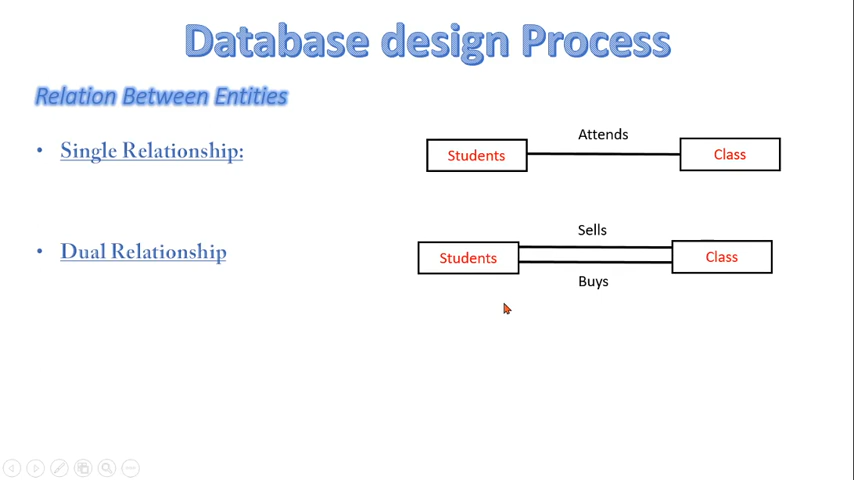 Database design Process
Relation Between Entities
• Single Relationship:
Attends
Students
Class
• Dual Relationship
Sells
Students
Class
Buys